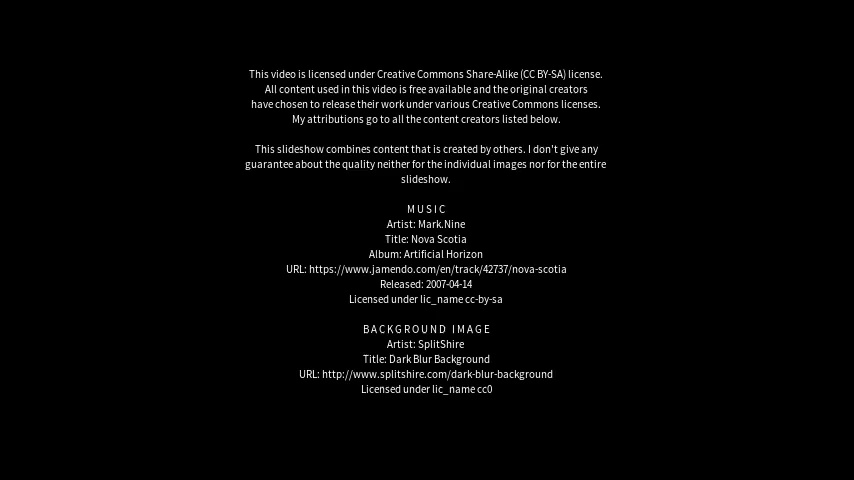 This video is licensed under Creative Commons Share-Alike (CC BY-SA) license.
All content used in this video is free available and the original creators
have chosen to release their work under various Creative Commons licenses.
My attributions go to all the content creators listed below.
This slideshow combines content that is created by others. I don't give any
guarantee about the quality neither for the individual images nor for the entire
slideshow.
MUSIC
Artist: Mark.Nine
Title: Nova Scotia
Album: Artificial Horizon
URL: https://www.jamendo.com/en/track/42737/nova-scotia
Released: 2007-04-14
Licensed under lic_name cc-by-sa
BACKGROUND IMAGE
Artist: SplitShire
Title: Dark Blur Background
URL: http://www.splitshire.com/dark-blur-background
Licensed under lic_name cc0